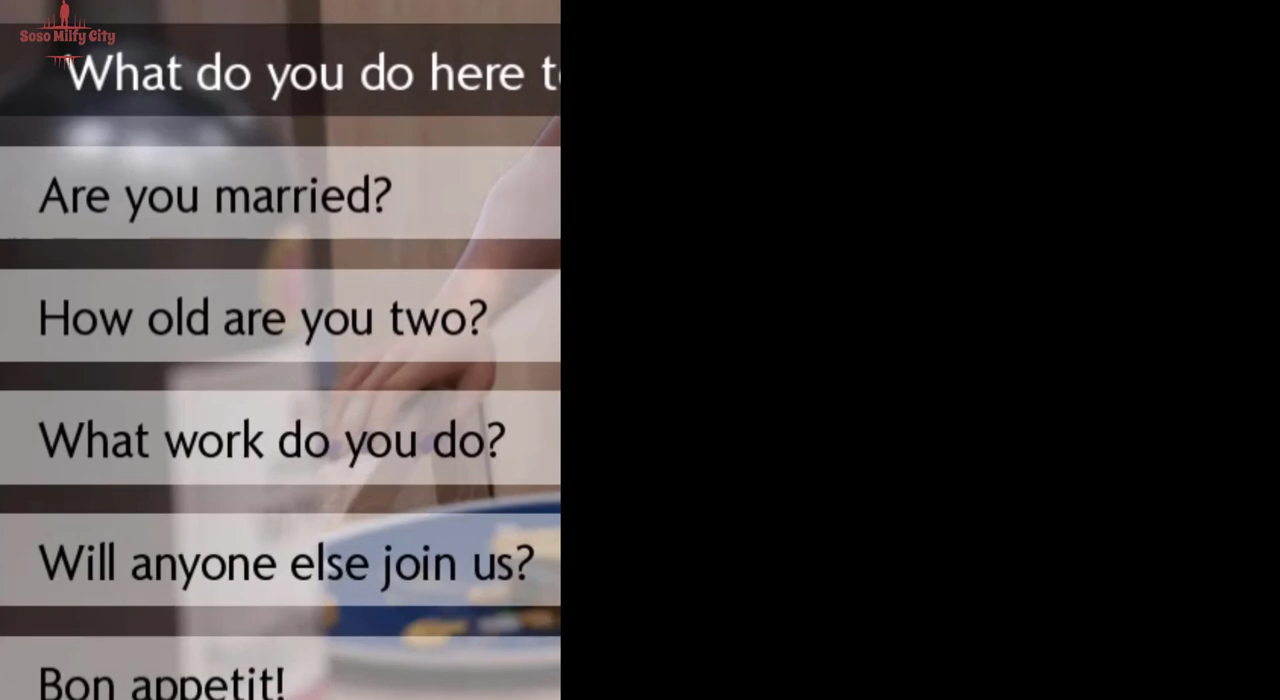 Soso Milfy City
What do you do here
Are you married?
How old are you two?
What work do you do?
Will anyone else join us?
Bon appetit!